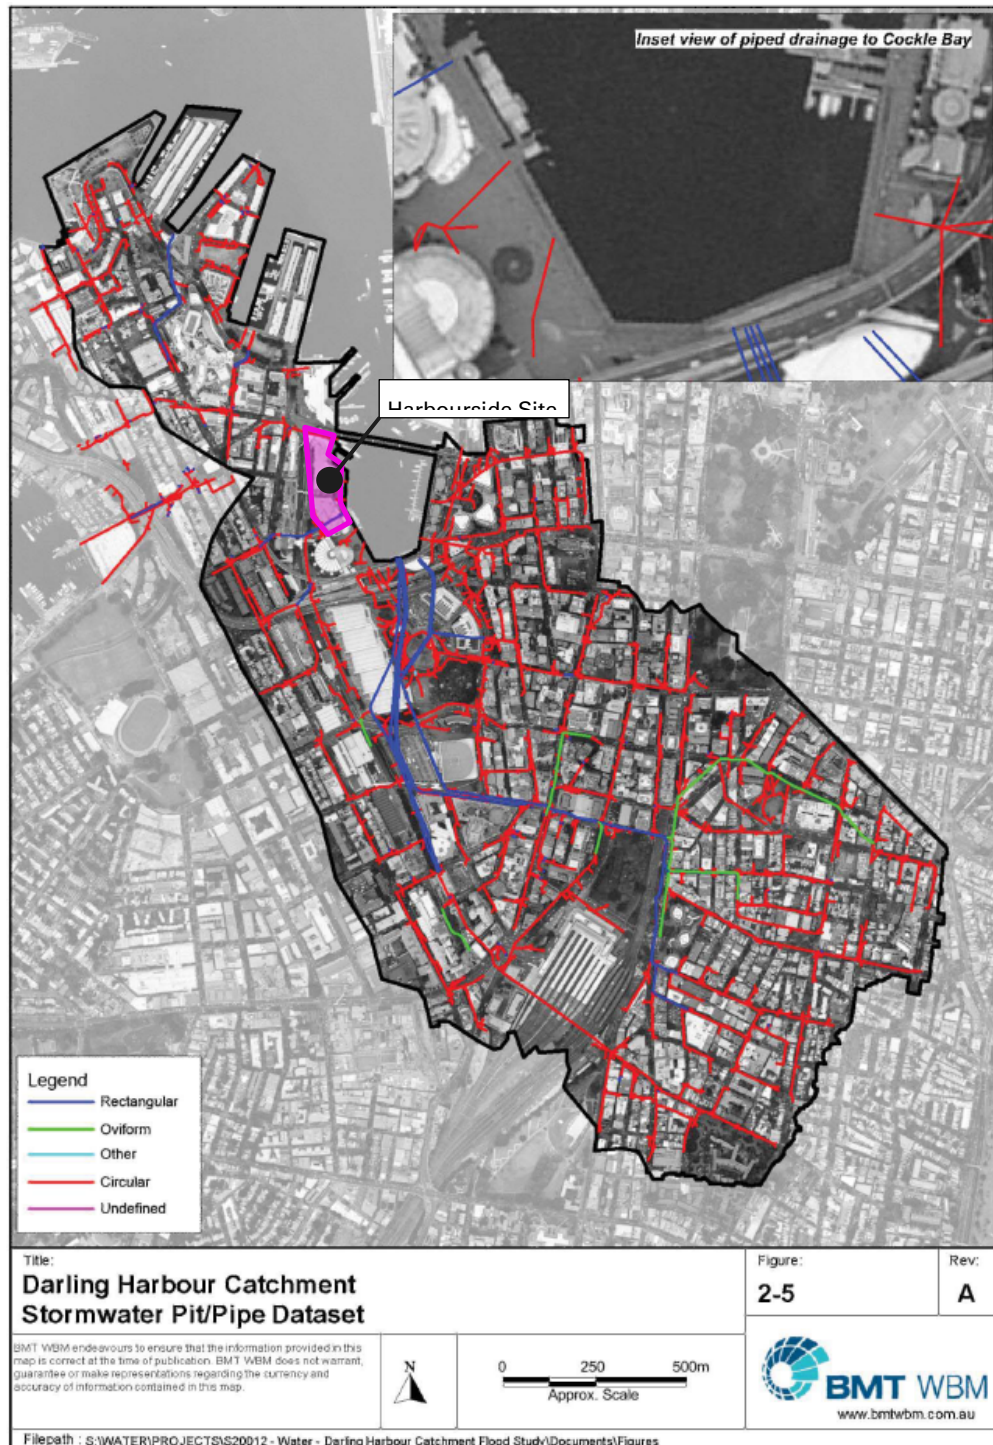 Inset view of piped drainage to Cockle Bay
Harbourside Site
Legend
Rectangular
Oviform
Other
Circular
Undefined
Title:
Darling Harbour Catchment
Stormwater Pit/Pipe Dataset
Figure:
2-5
Rev:
A
BMT WBM endeavours to ensure that the information provided in this
map is correct at the time of publication. BMT WBM does not warrant,
guarantee or make representations regarding the currency and
accuracy of information contained in this map.
N
0 250 500m
Approx. Scale
BMT WBM
www.bmtwbm.com.au
Filepath : S:\WATER\PROJECTS\S20012 - Water - Darling Harbour Catchment Flood Study\Documents\Figures